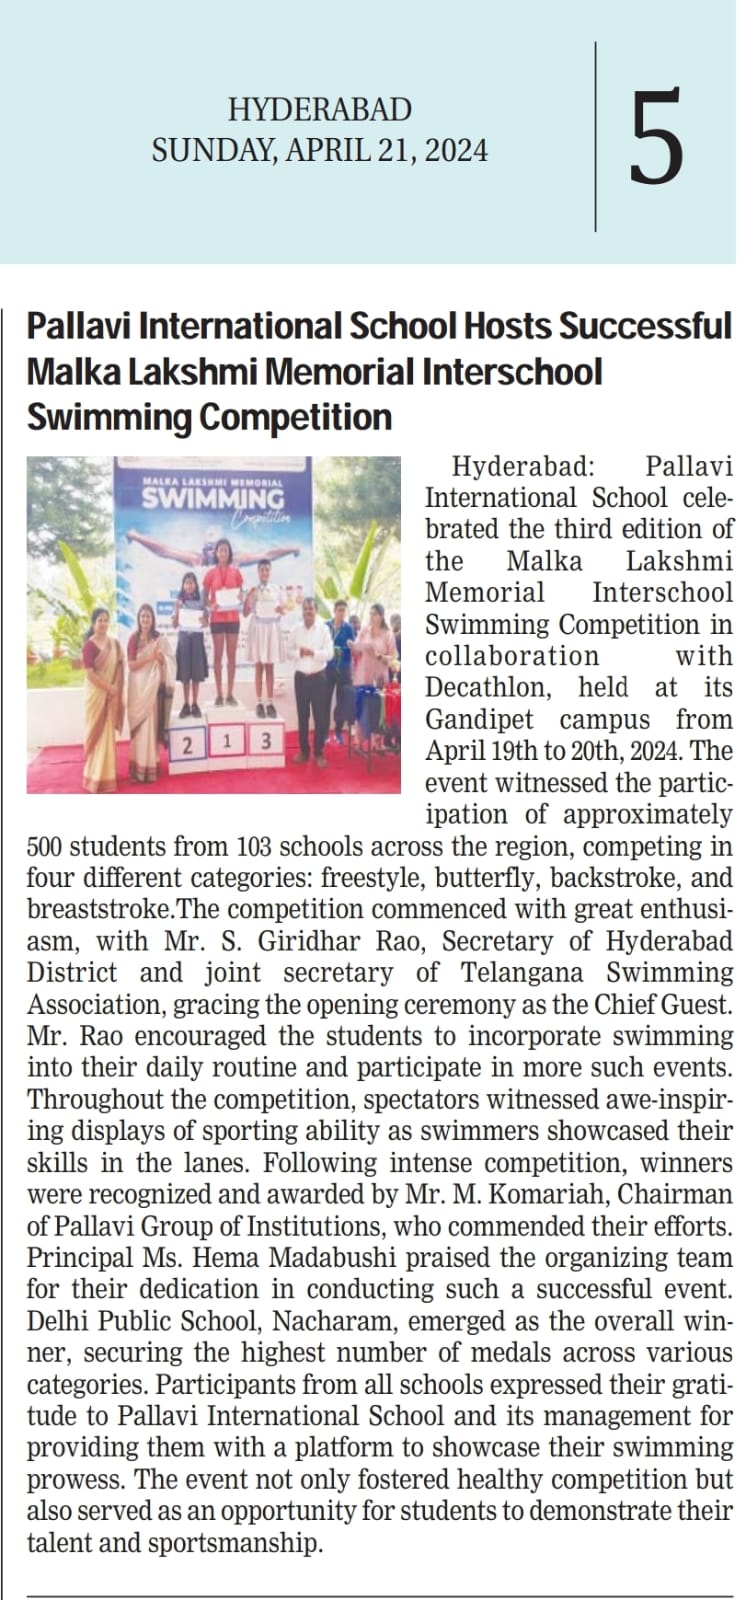 HYDERABAD
SUNDAY, APRIL 21, 2024
5
Pallavi International School Hosts Successful
Malka Lakshmi Memorial Interschool
Swimming Competition
MALKA LAKSHMI MEMORIAL
SWIMMING
Competition
2 1 3
Hyderabad: Pallavi
International School cele-
brated the third edition of
the Malka Lakshmi
Memorial Interschool
Swimming Competition in
collaboration with
Decathlon, held at its
Gandipet campus from
April 19th to 20th, 2024. The
event witnessed the partic-
ipation of approximately
500 students from 103 schools across the region, competing in
four different categories: freestyle, butterfly, backstroke, and
breaststroke.The competition commenced with great enthusi-
asm, with Mr. S. Giridhar Rao, Secretary of Hyderabad
District and joint secretary of Telangana Swimming
Association, gracing the opening ceremony as the Chief Guest.
Mr. Rao encouraged the students to incorporate swimming
into their daily routine and participate in more such events.
Throughout the competition, spectators witnessed awe-inspir-
ing displays of sporting ability as swimmers showcased their
skills in the lanes. Following intense competition, winners
were recognized and awarded by Mr. M. Komariah, Chairman
of Pallavi Group of Institutions, who commended their efforts.
Principal Ms. Hema Madabushi praised the organizing team
for their dedication in conducting such a successful event.
Delhi Public School, Nacharam, emerged as the overall win-
ner, securing the highest number of medals across various
categories. Participants from all schools expressed their grati-
tude to Pallavi International School and its management for
providing them with a platform to showcase their swimming
prowess. The event not only fostered healthy competition but
also served as an opportunity for students to demonstrate their
talent and sportsmanship.